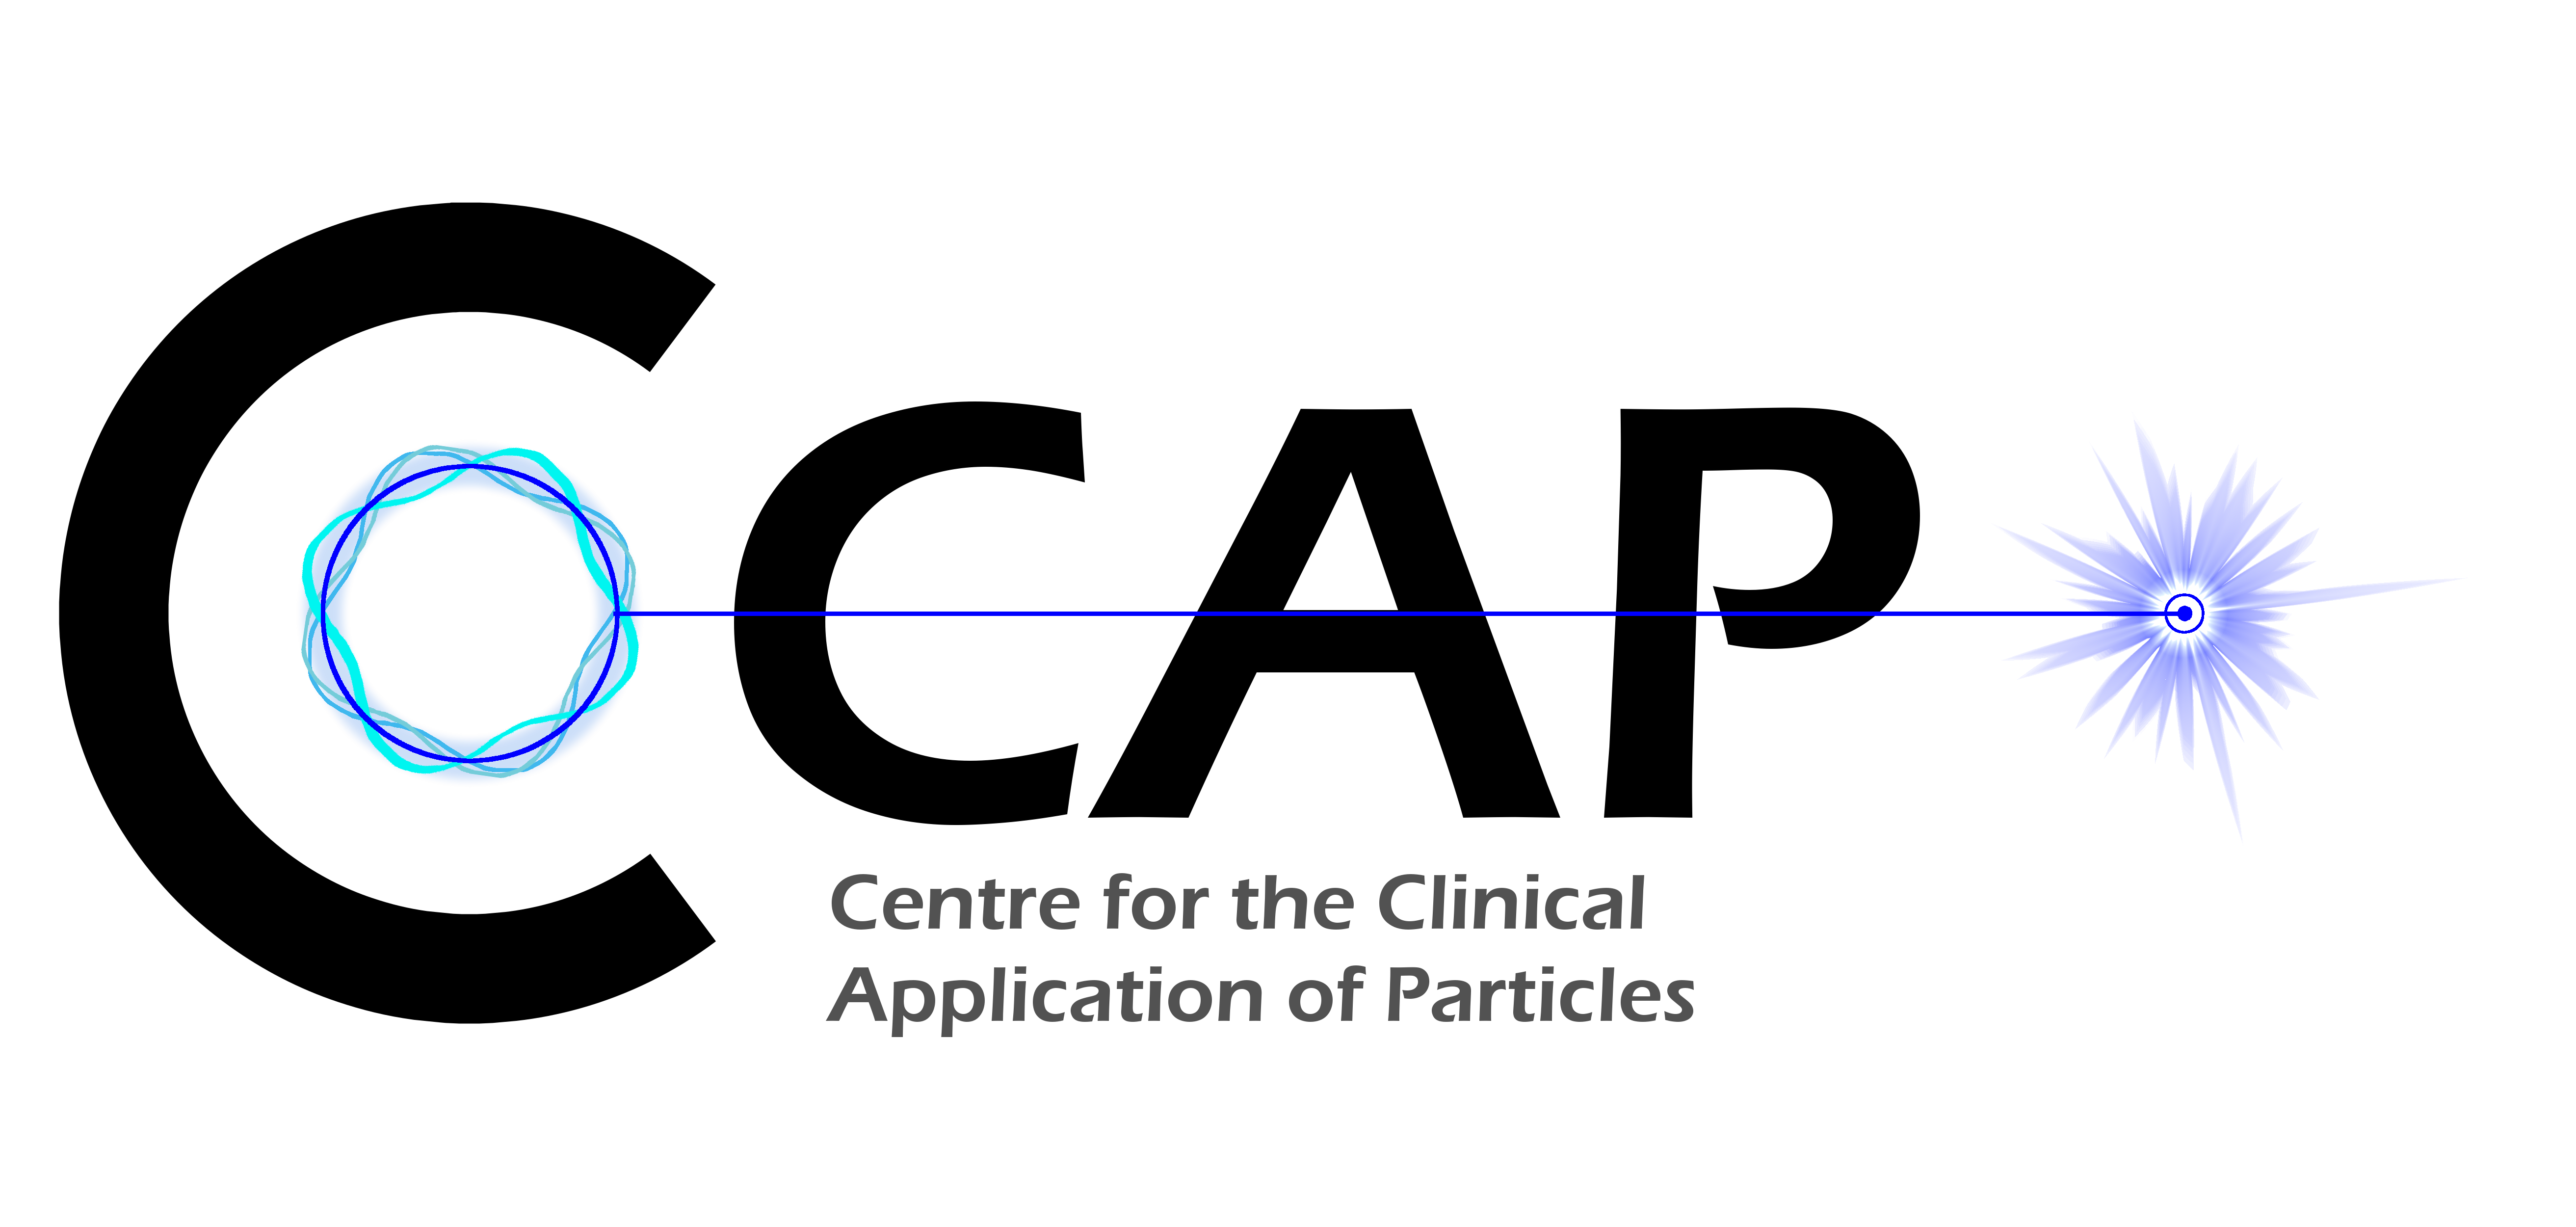 CCAP
Centre for the Clinical
Application of Particles